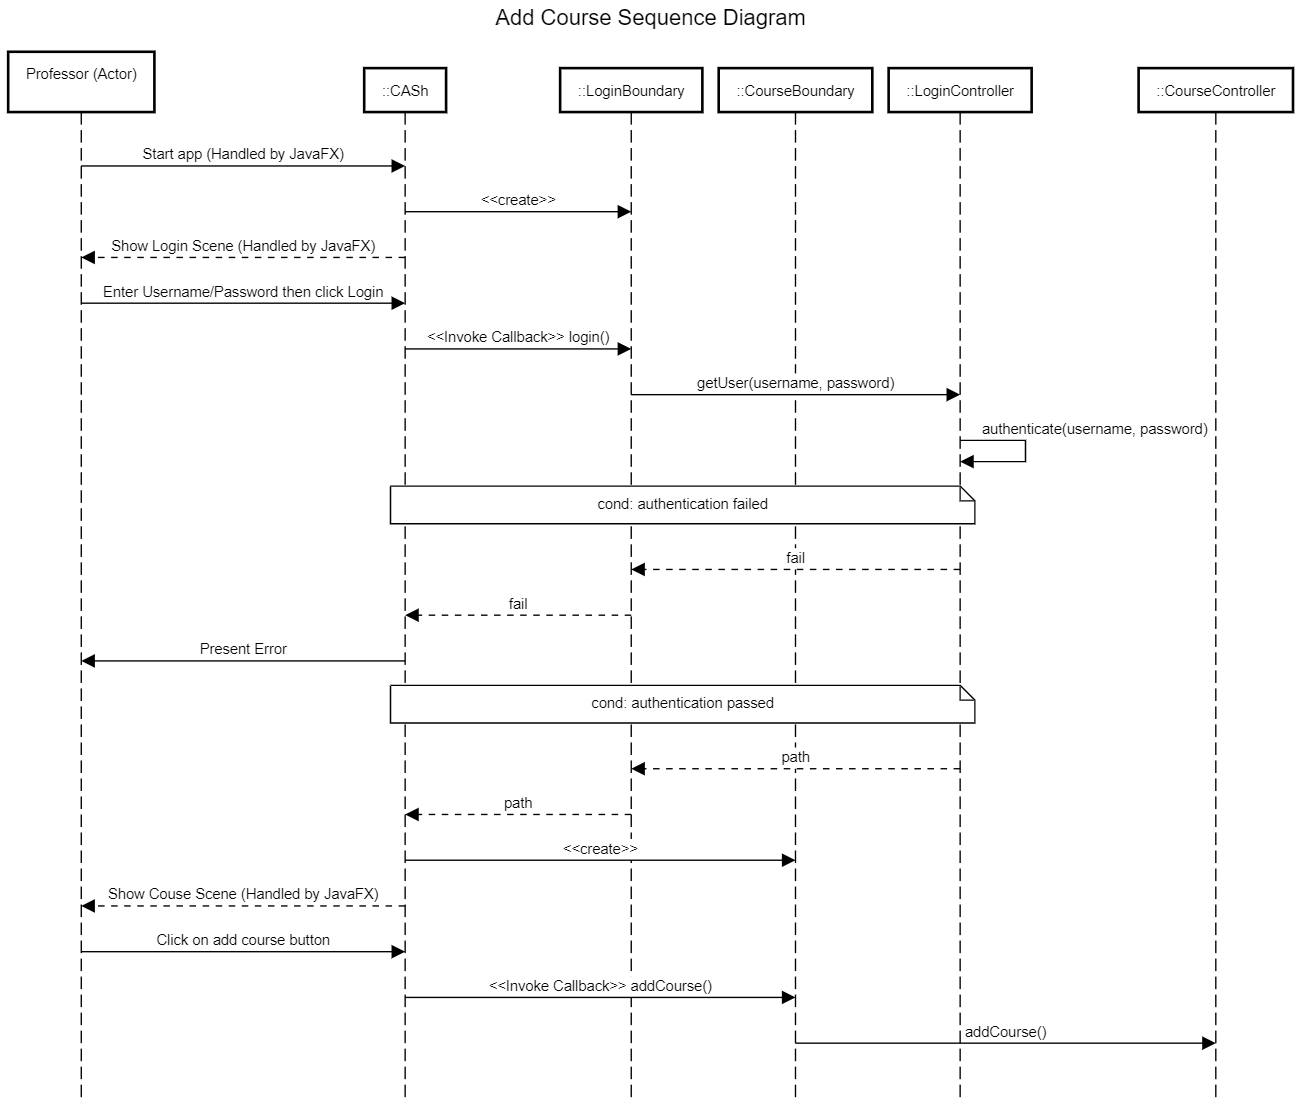 Add Course Sequence Diagram
Professor (Actor)
::CASh
::LoginBoundary
::CourseBoundary
::LoginController
::CourseController
Start app (Handled by JavaFX)
<<create>>
Show Login Scene (Handled by JavaFX)
Enter Username/Password then click Login
<<Invoke Callback>> login()
getUser(username, password)
authenticate(username, password)
cond: authentication failed
fail
fail
Present Error
cond: authentication passed
path
path
<<create>>
Show Couse Scene (Handled by JavaFX)
Click on add course button
<<Invoke Callback>> addCourse()
addCourse()